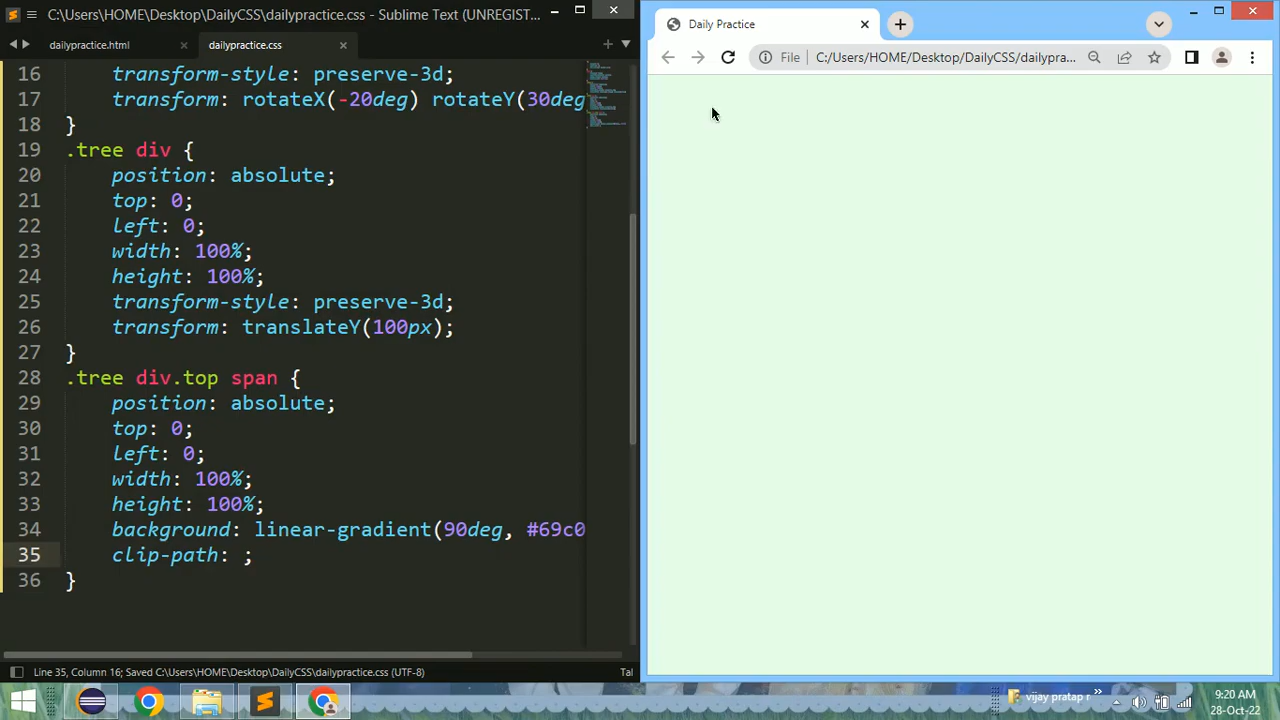 C:\Users\HOME\Desktop\DailyCSS\dailypractice.css - Sublime Text (UNREGIST...
dailypractice.html
dailypractice.css
16 transform-style: preserve-3d;
17 transform: rotateX(-20deg) rotateY(30deg
18 }
19 .tree div {
20 position: absolute;
21 top: 0;
22 left: 0;
23 width: 100%;
24 height: 100%;
25 transform-style: preserve-3d;
26 transform: translateY(100px);
27 }
28 .tree div.top span {
29 position: absolute;
30 top: 0;
31 left: 0;
32 width: 100%;
33 height: 100%;
34 background: linear-gradient(90deg, #69c0
35 clip-path: ;
36 }
Line 35, Column 16; Saved C:\Users\HOME\Desktop\DailyCSS\dailypractice.css (UTF-8)
Tal
Daily Practice
File C:/Users/HOME/Desktop/DailyCSS/dailypra...
vijay pratap r
9:20 AM
28-Oct-22